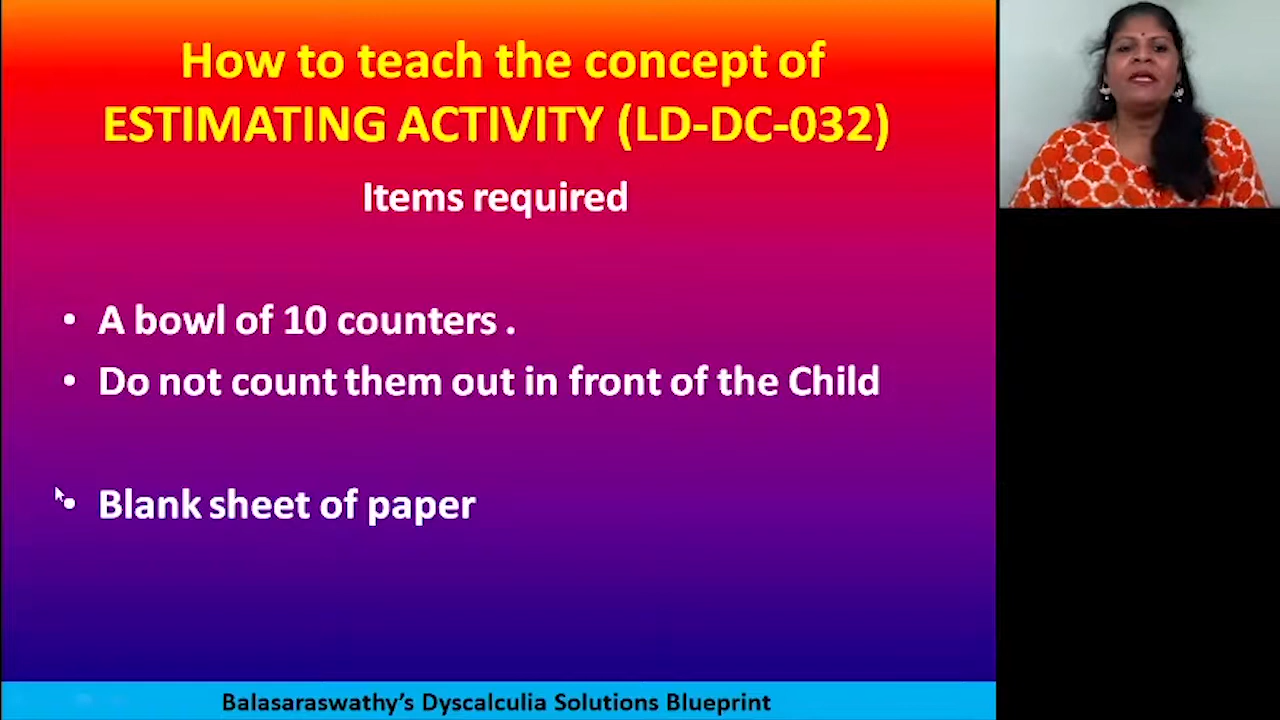 How to teach the concept of
ESTIMATING ACTIVITY (LD-DC-032)
Items required
• A bowl of 10 counters .
• Do not count them out in front of the Child
• Blank sheet of paper
Balasaraswathy’s Dyscalculia Solutions Blueprint